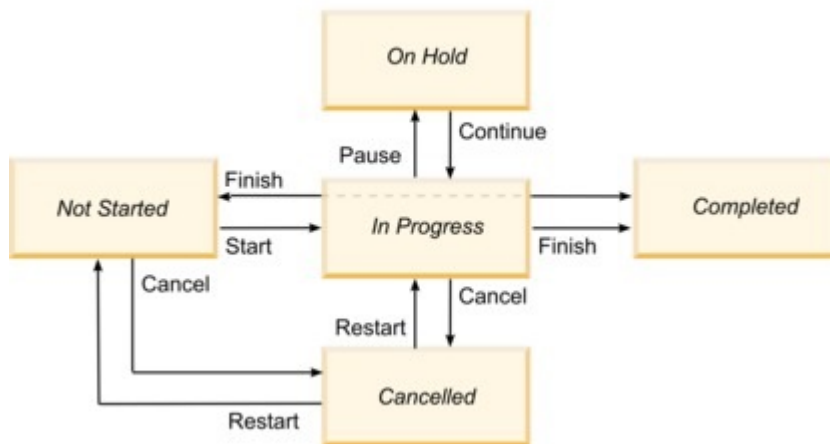 On Hold
Pause
Continue
Not Started
Finish
Start
In Progress
Finish
Completed
Cancel
Restart
Cancel
Restart
Cancelled